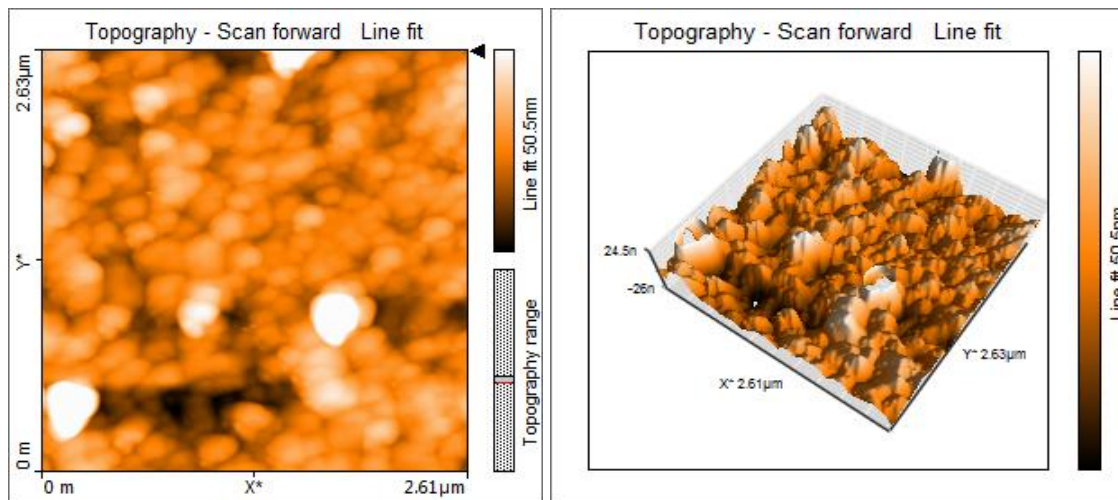 Topography - Scan forward Line fit
2.63µm
Y*
0 m
0 m X* 2.61µm
Line fit 50.5nm
Topography range
Topography - Scan forward Line fit
24.5n
-26n
X* 2.61µm
Y* 2.63µm
Line fit 50.5nm